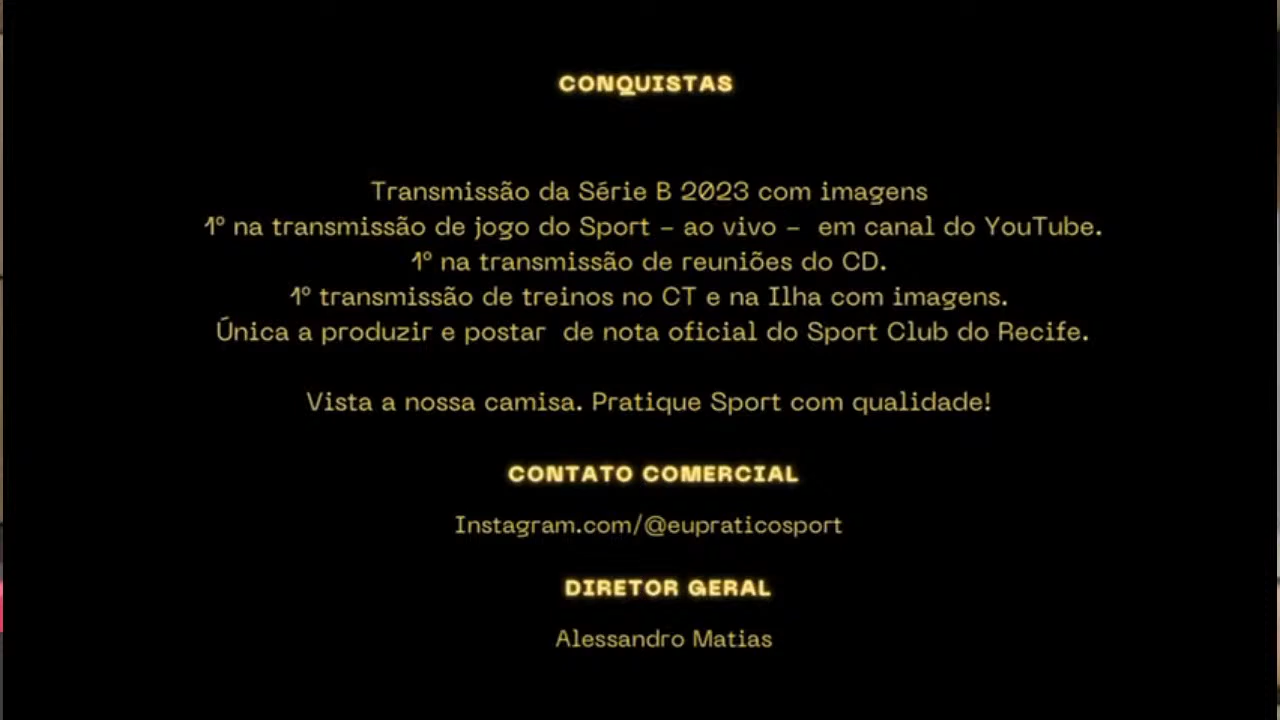 CONQUISTAS
Transmissão da Série B 2023 com imagens
1º na transmissão de jogo do Sport – ao vivo – em canal do YouTube.
1º na transmissão de reuniões do CD.
1º transmissão de treinos no CT e na Ilha com imagens.
Única a produzir e postar de nota oficial do Sport Club do Recife.
Vista a nossa camisa. Pratique Sport com qualidade!
CONTATO COMERCIAL
Instagram.com/@eupraticosport
DIRETOR GERAL
Alessandro Matias